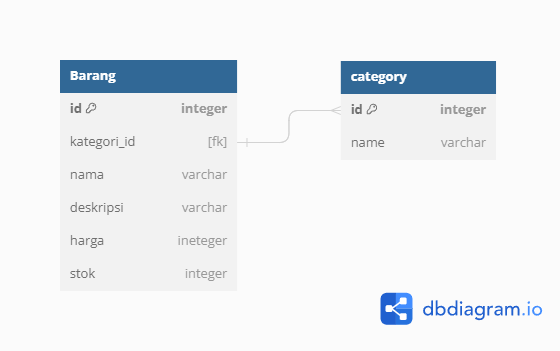 Barang
id integer
kategori_id [fk]
nama varchar
deskripsi varchar
harga ineteger
stok integer
category
id integer
name varchar
dbdiagram.io